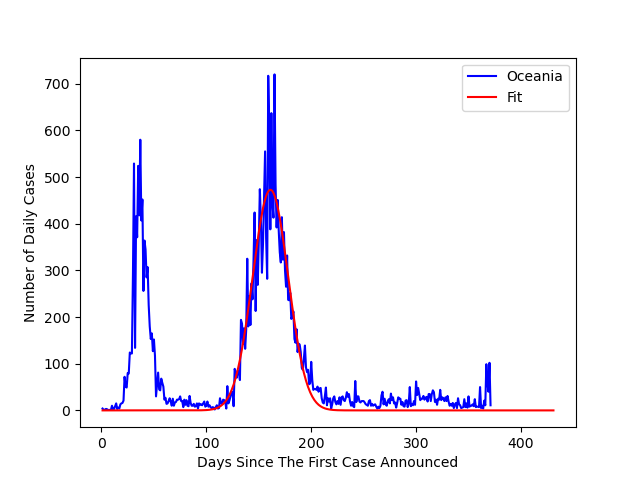 Oceania
Fit
Number of Daily Cases
700
600
500
400
300
200
100
0
0 100 200 300 400
Days Since The First Case Announced